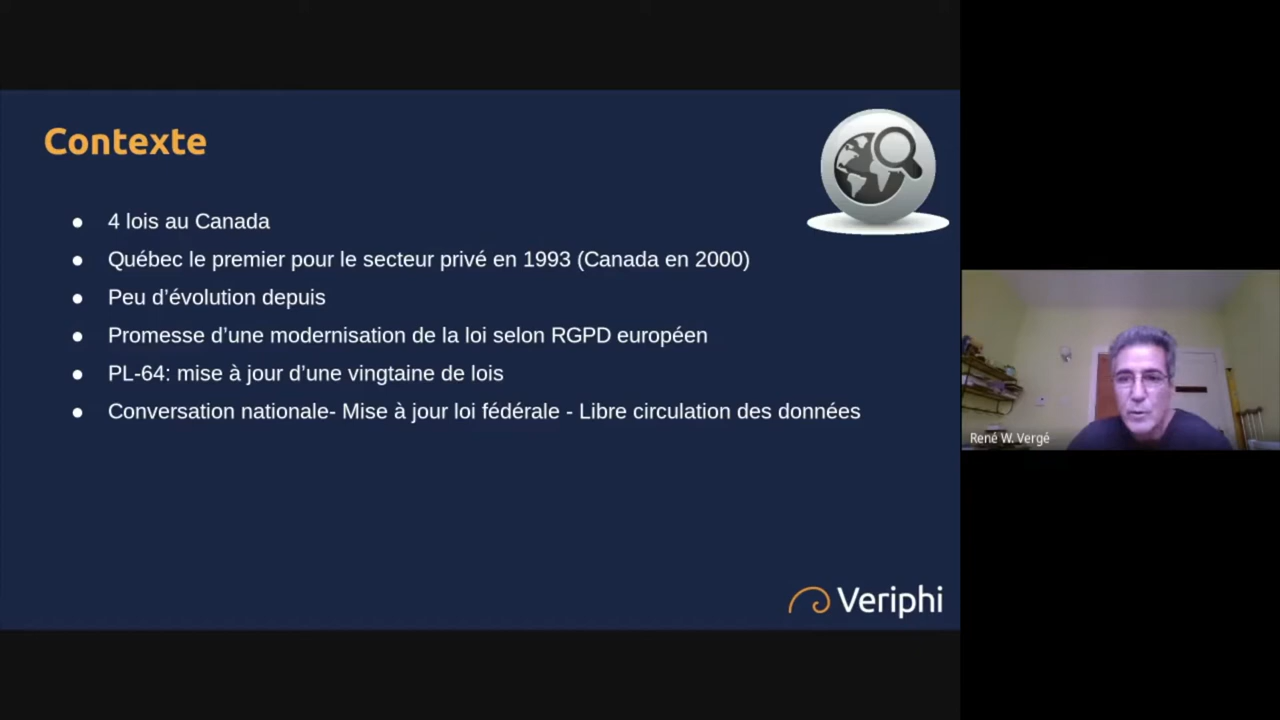 Contexte
● 4 lois au Canada
● Québec le premier pour le secteur privé en 1993 (Canada en 2000)
● Peu d’évolution depuis
● Promesse d’une modernisation de la loi selon RGPD européen
● PL-64: mise à jour d’une vingtaine de lois
● Conversation nationale- Mise à jour loi fédérale - Libre circulation des données
Veriphi
René W. Vergé